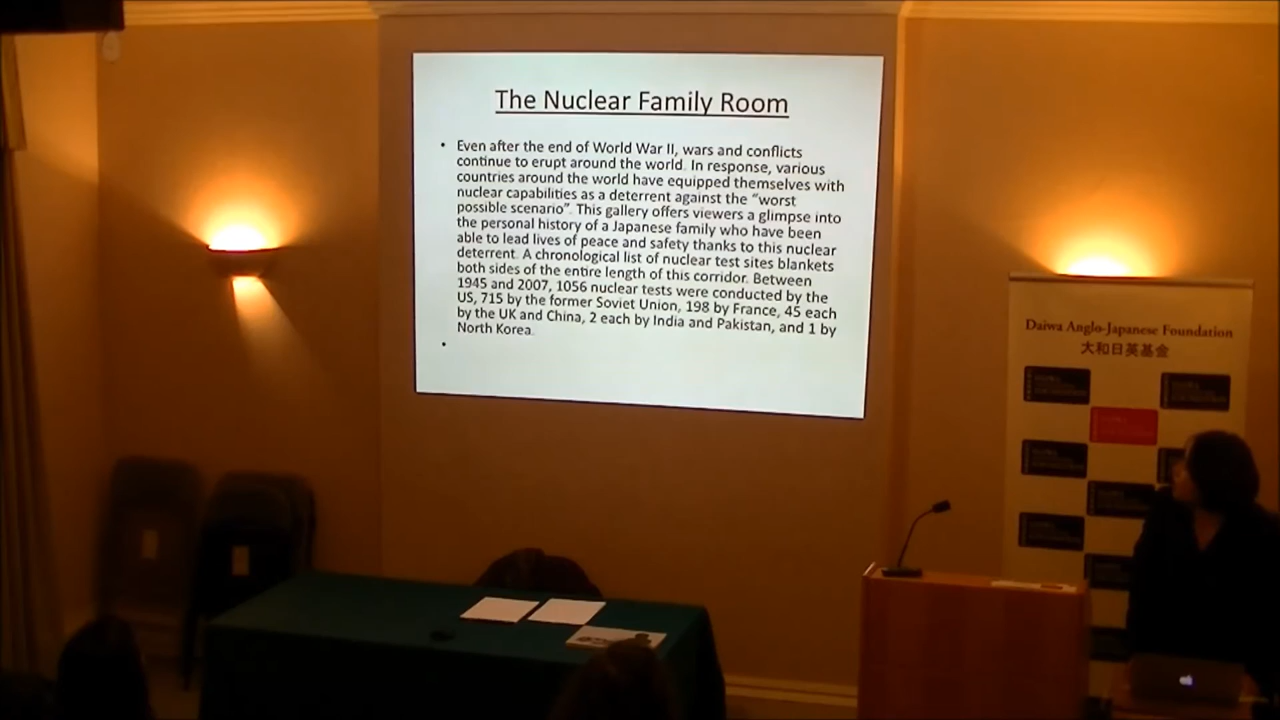 The Nuclear Family Room
• Even after the end of World War II, wars and conflicts
continue to erupt around the world. In response, various
countries around the world have equipped themselves with
nuclear capabilities as a deterrent against the “worst
possible scenario”. This gallery offers viewers a glimpse into
the personal history of a Japanese family who have been
able to lead lives of peace and safety thanks to this nuclear
deterrent. A chronological list of nuclear test sites blankets
both sides of the entire length of this corridor. Between
1945 and 2007, 1056 nuclear tests were conducted by the
US, 715 by the former Soviet Union, 198 by France, 45 each
by the UK and China, 2 each by India and Pakistan, and 1 by
North Korea.
•
Daiwa Anglo-Japanese Foundation
大和日英基金